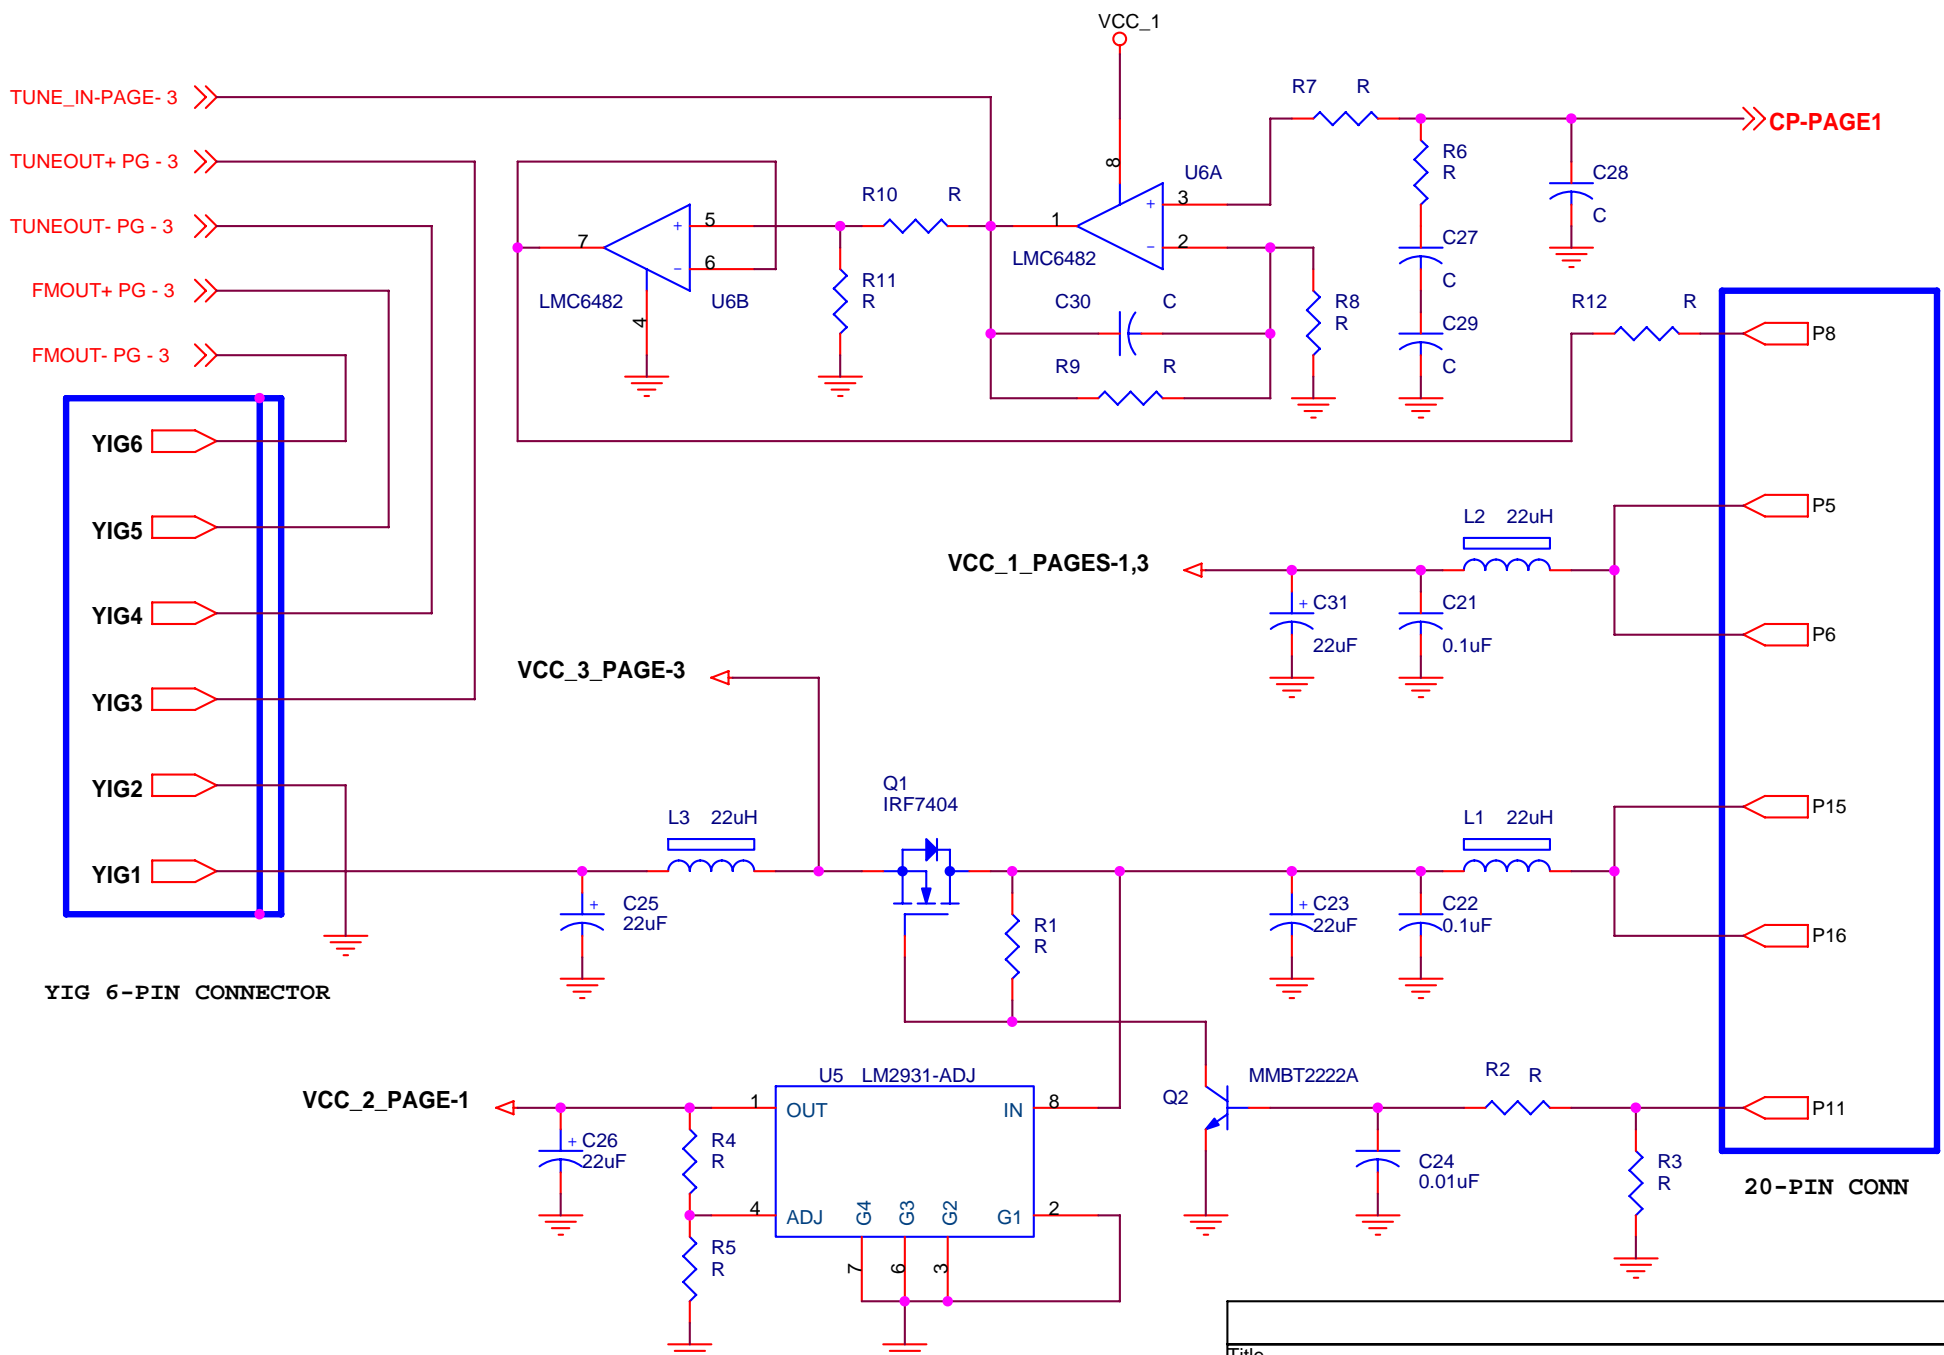 VCC_1
TUNE_IN-PAGE- 3
R7 R
CP-PAGE1
TUNEOUT+ PG - 3
8
U6A
R6
R
C28
C
R10 R
3
+
TUNEOUT- PG - 3
5
+
1
2
-
7
6
-
LMC6482
C27
C
FMOUT+ PG - 3
LMC6482
4
U6B
R11
R
C30 C
R8
R
R12 R
C29
C
P8
FMOUT- PG - 3
R9 R
YIG6
YIG5
L2 22uH
P5
VCC_1_PAGES-1,3
YIG4
+ C31
22uF
C21
0.1uF
P6
VCC_3_PAGE-3
YIG3
YIG2
Q1
IRF7404
L3 22uH
L1 22uH
P15
YIG1
+
C25
22uF
R1
R
+ C23
22uF
C22
0.1uF
P16
YIG 6-PIN CONNECTOR
U5 LM2931-ADJ
MMBT2222A
R2 R
VCC_2_PAGE-1
1
OUT
IN
8
Q2
P11
+ C26
22uF
R4
R
C24
0.01uF
R3
R
20-PIN CONN
4
ADJ
G4
G3
G2
G1
2
R5
R
7
6
3
Title